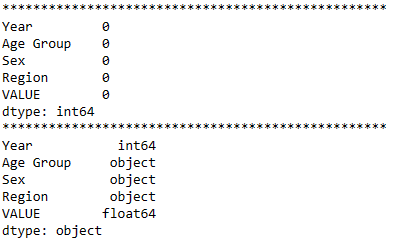 **************************************************
Year          0
Age Group     0
Sex           0
Region        0
VALUE         0
dtype: int64
**************************************************
Year            int64
Age Group      object
Sex            object
Region         object
VALUE         float64
dtype: object